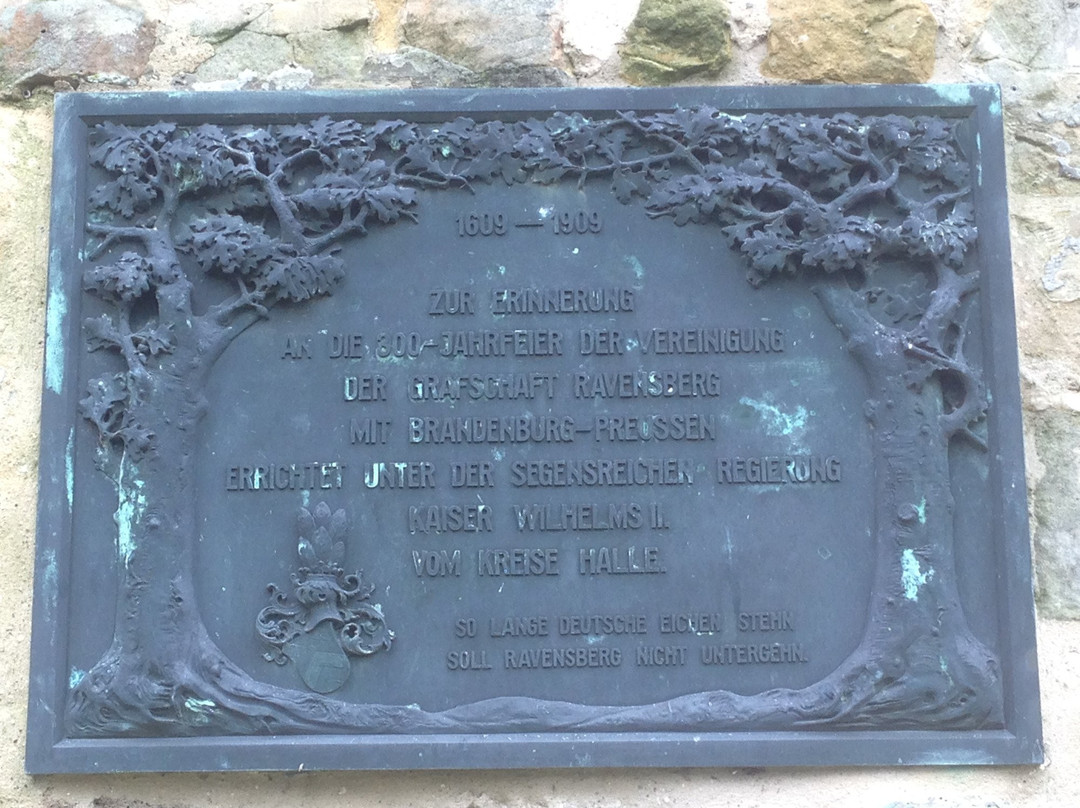 1609 — 1909
ZUR ERINNERUNG
AN DIE 300-JAHRFEIER DER VEREINIGUNG
DER GRAFSCHAFT RAVENSBERG
MIT BRANDENBURG-PREUSSEN
ERRICHTET UNTER DER SEGENSREICHEN REGIERUNG
KAISER WILHELMS II.
VOM KREISE HALLE.
SO LANGE DEUTSCHE EICHEN STEHN
SOLL RAVENSBERG NICHT UNTERGEHN.